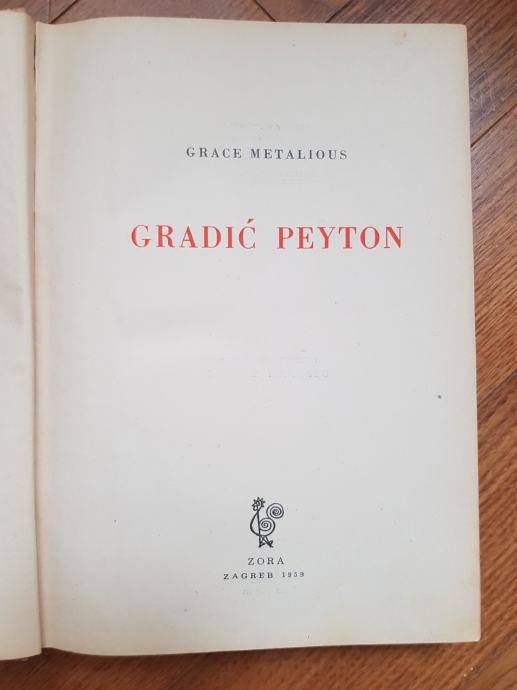 GRACE METALIOUS
GRADIĆ PEYTON
ZORA
ZAGREB 1959